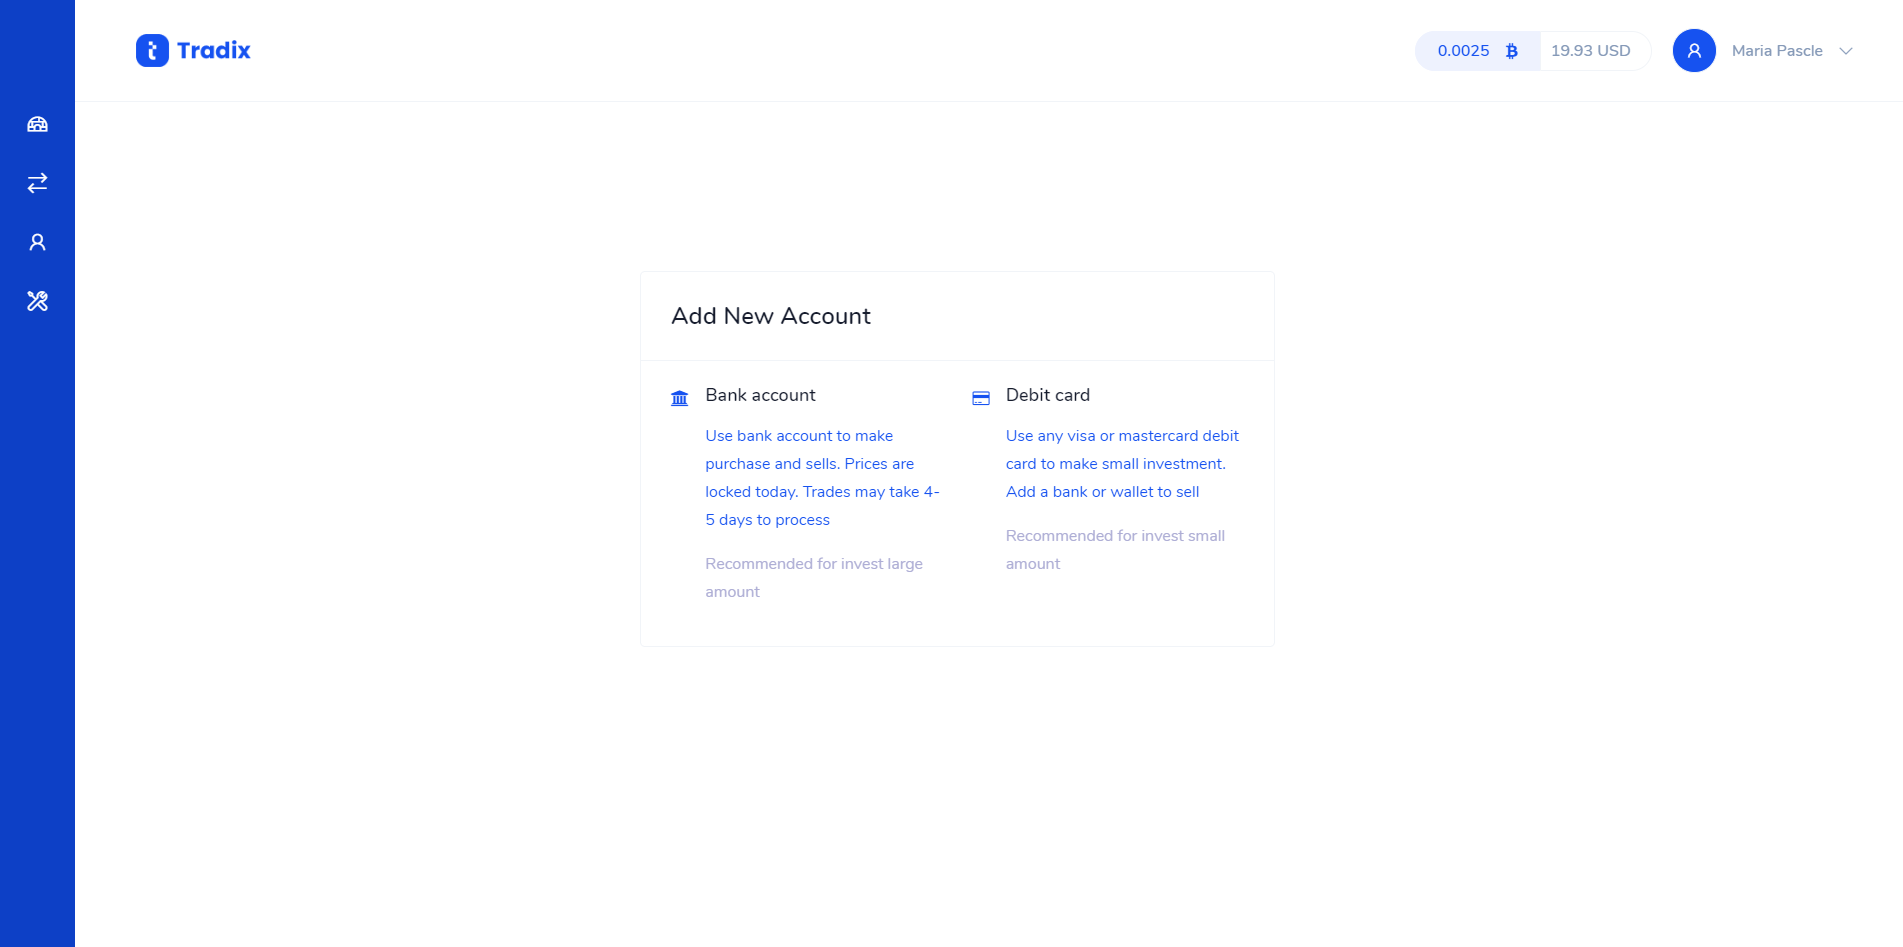 Tradix
0.0025 19.93 USD Maria Pascle
Add New Account
Bank account
Use bank account to make
purchase and sells. Prices are
locked today. Trades may take 4-
5 days to process
Recommended for invest large
amount
Debit card
Use any visa or mastercard debit
card to make small investment.
Add a bank or wallet to sell
Recommended for invest small
amount